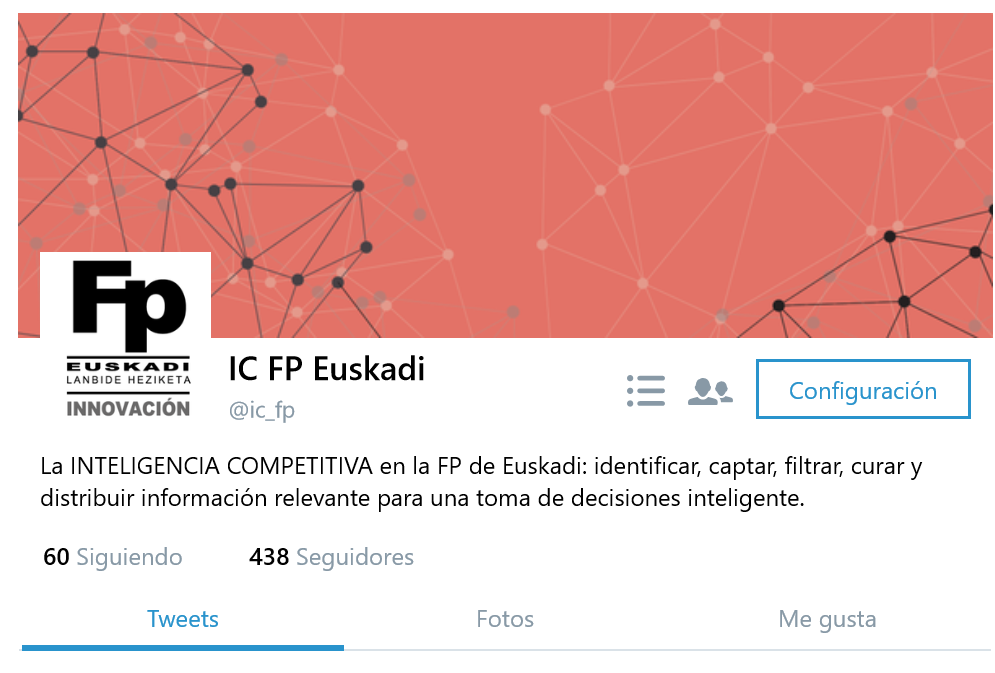 Fp
EUSKADI
LANBIDE HEZIKETA
INNOVACIÓN
IC FP Euskadi
@ic_fp
Configuración
La INTELIGENCIA COMPETITIVA en la FP de Euskadi: identificar, captar, filtrar, curar y
distribuir información relevante para una toma de decisiones inteligente.
60 Siguiendo 438 Seguidores
Tweets Fotos Me gusta